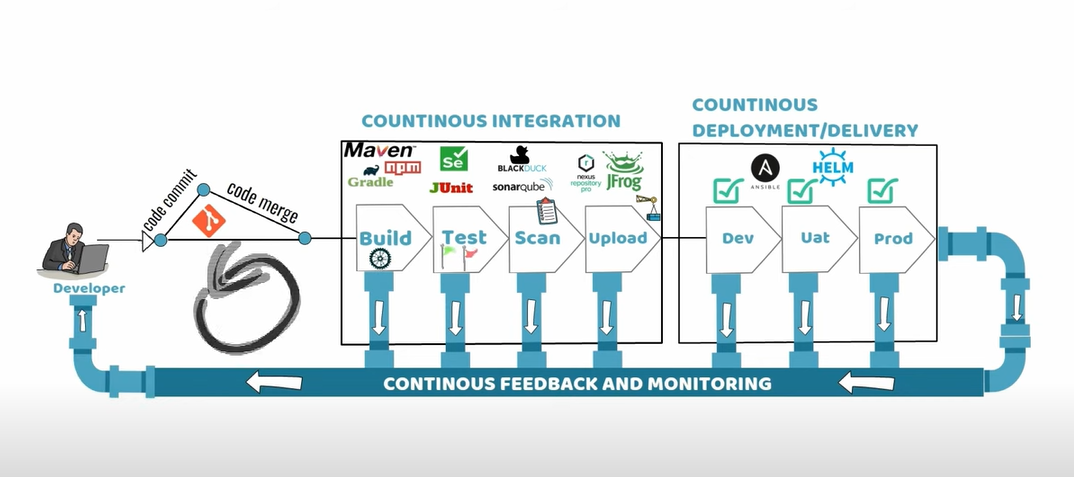 COUNTINOUS INTEGRATION
COUNTINOUS
DEPLOYMENT/DELIVERY
Maven™
npm
Gradle
Se
JUnit
BLACKDUCK
sonarqube
nexus
repository
pro
JFrog
A
ANSIBLE
HELM
code commit
code merge
Build
Test
Scan
Upload
Dev
Uat
Prod
Developer
CONTINOUS FEEDBACK AND MONITORING